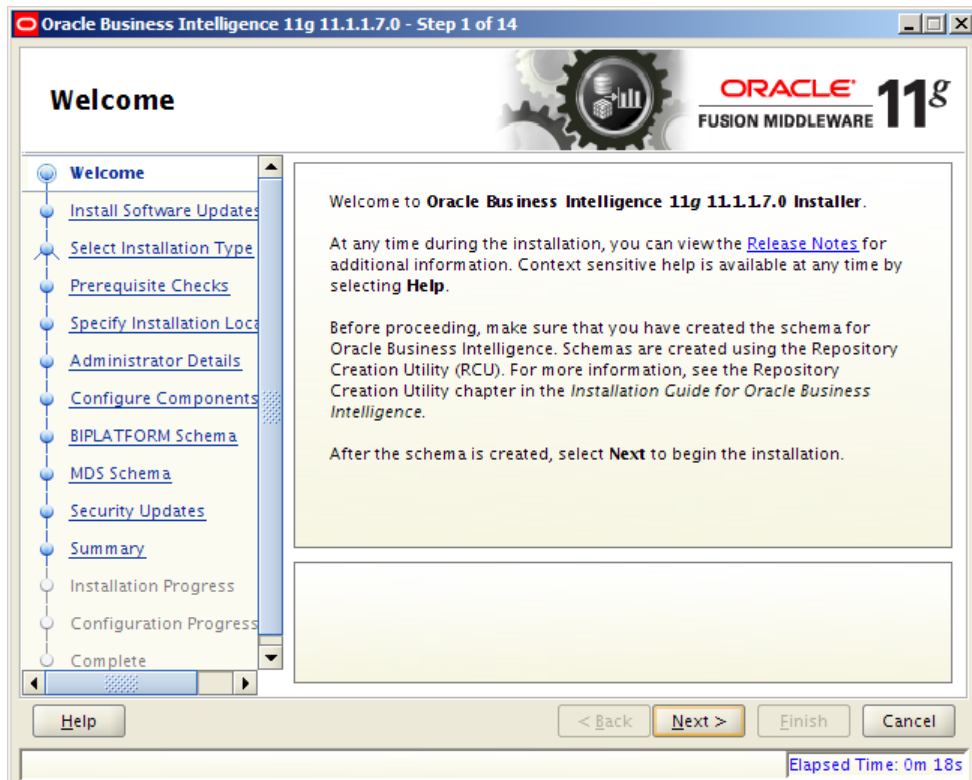 Oracle Business Intelligence 11g 11.1.1.7.0 - Step 1 of 14
Welcome
ORACLE
FUSION MIDDLEWARE
11g
Welcome
Install Software Updates
Select Installation Type
Prerequisite Checks
Specify Installation Loca
Administrator Details
Configure Components
BIPLATFORM Schema
MDS Schema
Security Updates
Summary
Installation Progress
Configuration Progress
Complete
Welcome to Oracle Business Intelligence 11g 11.1.1.7.0 Installer.
At any time during the installation, you can view the Release Notes for
additional information. Context sensitive help is available at any time by
selecting Help.
Before proceeding, make sure that you have created the schema for
Oracle Business Intelligence. Schemas are created using the Repository
Creation Utility (RCU). For more information, see the Repository
Creation Utility chapter in the Installation Guide for Oracle Business
Intelligence.
After the schema is created, select Next to begin the installation.
Help
< Back
Next >
Finish
Cancel
Elapsed Time: 0m 18s